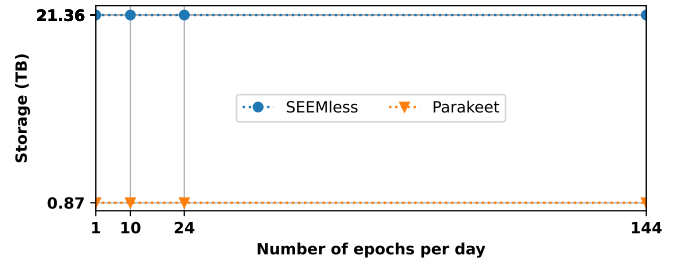 21.36
Storage (TB)
SEEMless
Parakeet
0.87
1 10 24 144
Number of epochs per day